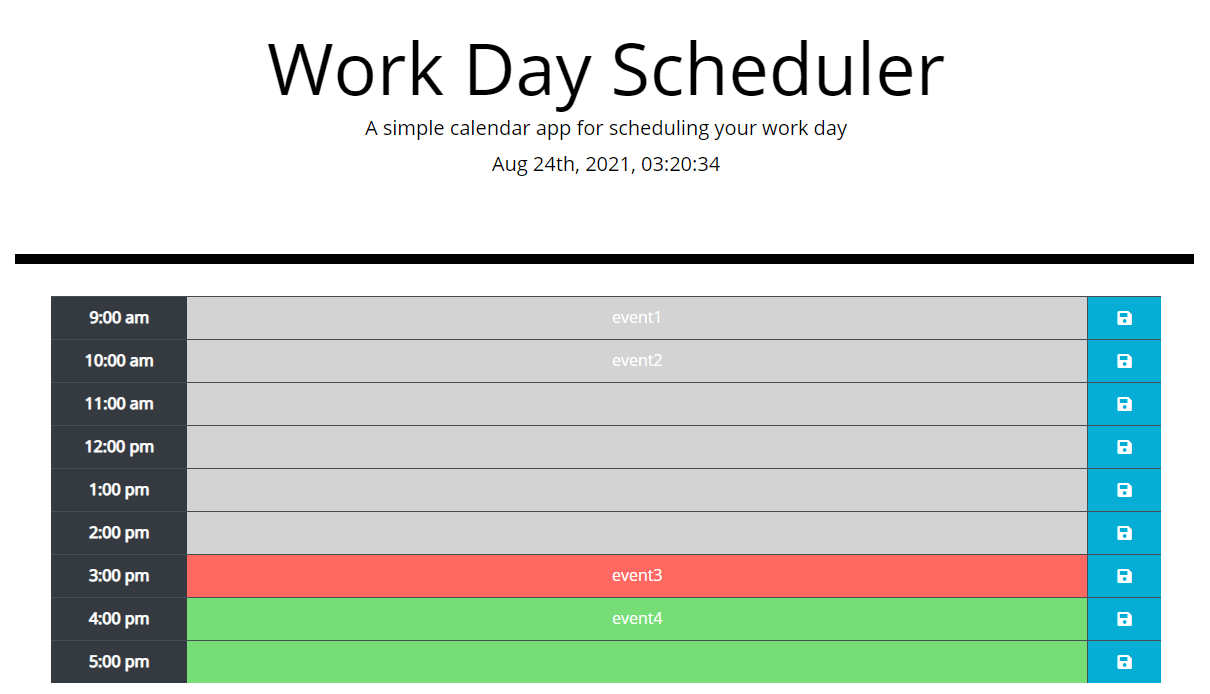 Work Day Scheduler
A simple calendar app for scheduling your work day
Aug 24th, 2021, 03:20:34
9:00 am event1
10:00 am event2
11:00 am
12:00 pm
1:00 pm
2:00 pm
3:00 pm event3
4:00 pm event4
5:00 pm